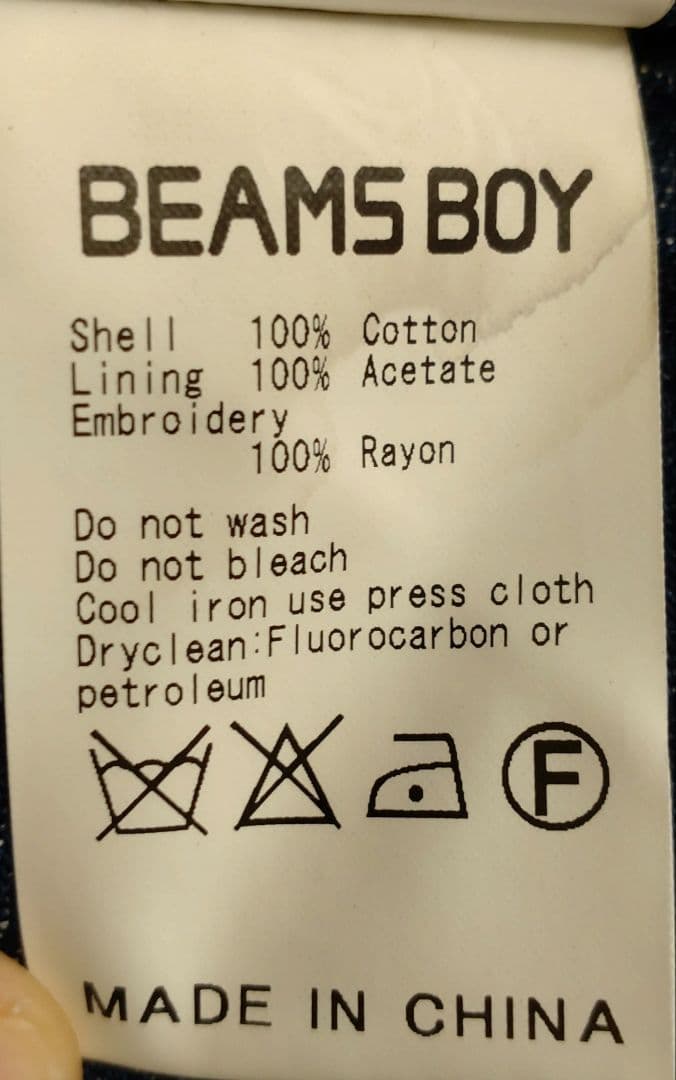 BEAMS BOY
Shell 100% Cotton
Lining 100% Acetate
Embroidery
100% Rayon
Do not wash
Do not bleach
Cool iron use press cloth
Dryclean:Fluorocarbon or
petroleum
F
MADE IN CHINA